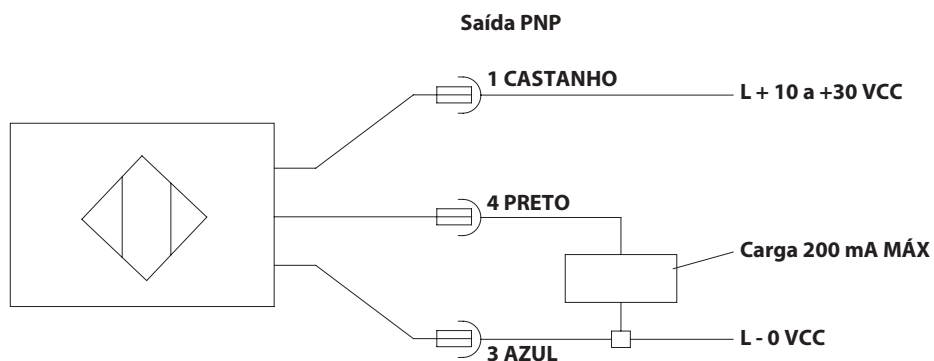 Saída PNP
1 CASTANHO
L + 10 a +30 VCC
4 PRETO
Carga 200 mA MÁX
L - 0 VCC
3 AZUL